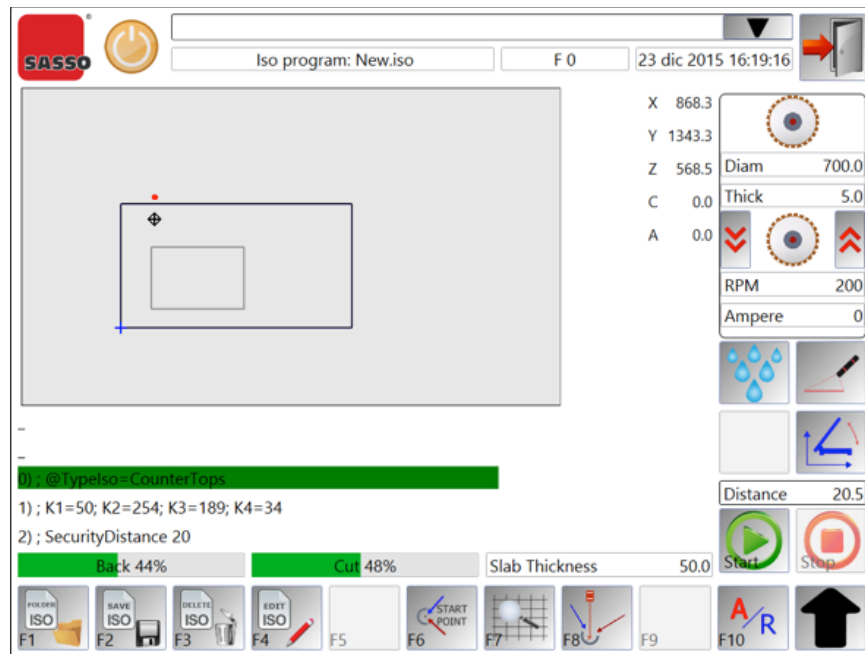 SASSO®
Iso program: New.iso
F 0
23 dic 2015 16:19:16
X 868.3
Y 1343.3
Z 568.5
C 0.0
A 0.0
Diam 700.0
Thick 5.0
RPM 200
Ampere 0
_
_
0) ; @TypeIso=CounterTops
1) ; K1=50; K2=254; K3=189; K4=34
2) ; SecurityDistance 20
Distance 20.5
Start
Stop
Back 44%
Cut 48%
Slab Thickness 50.0
FOLDER
ISO
F1
SAVE
ISO
F2
DELETE
ISO
F3
EDIT
ISO
F4
F5
START
POINT
F6
F7
F8
F9
A/R
F10